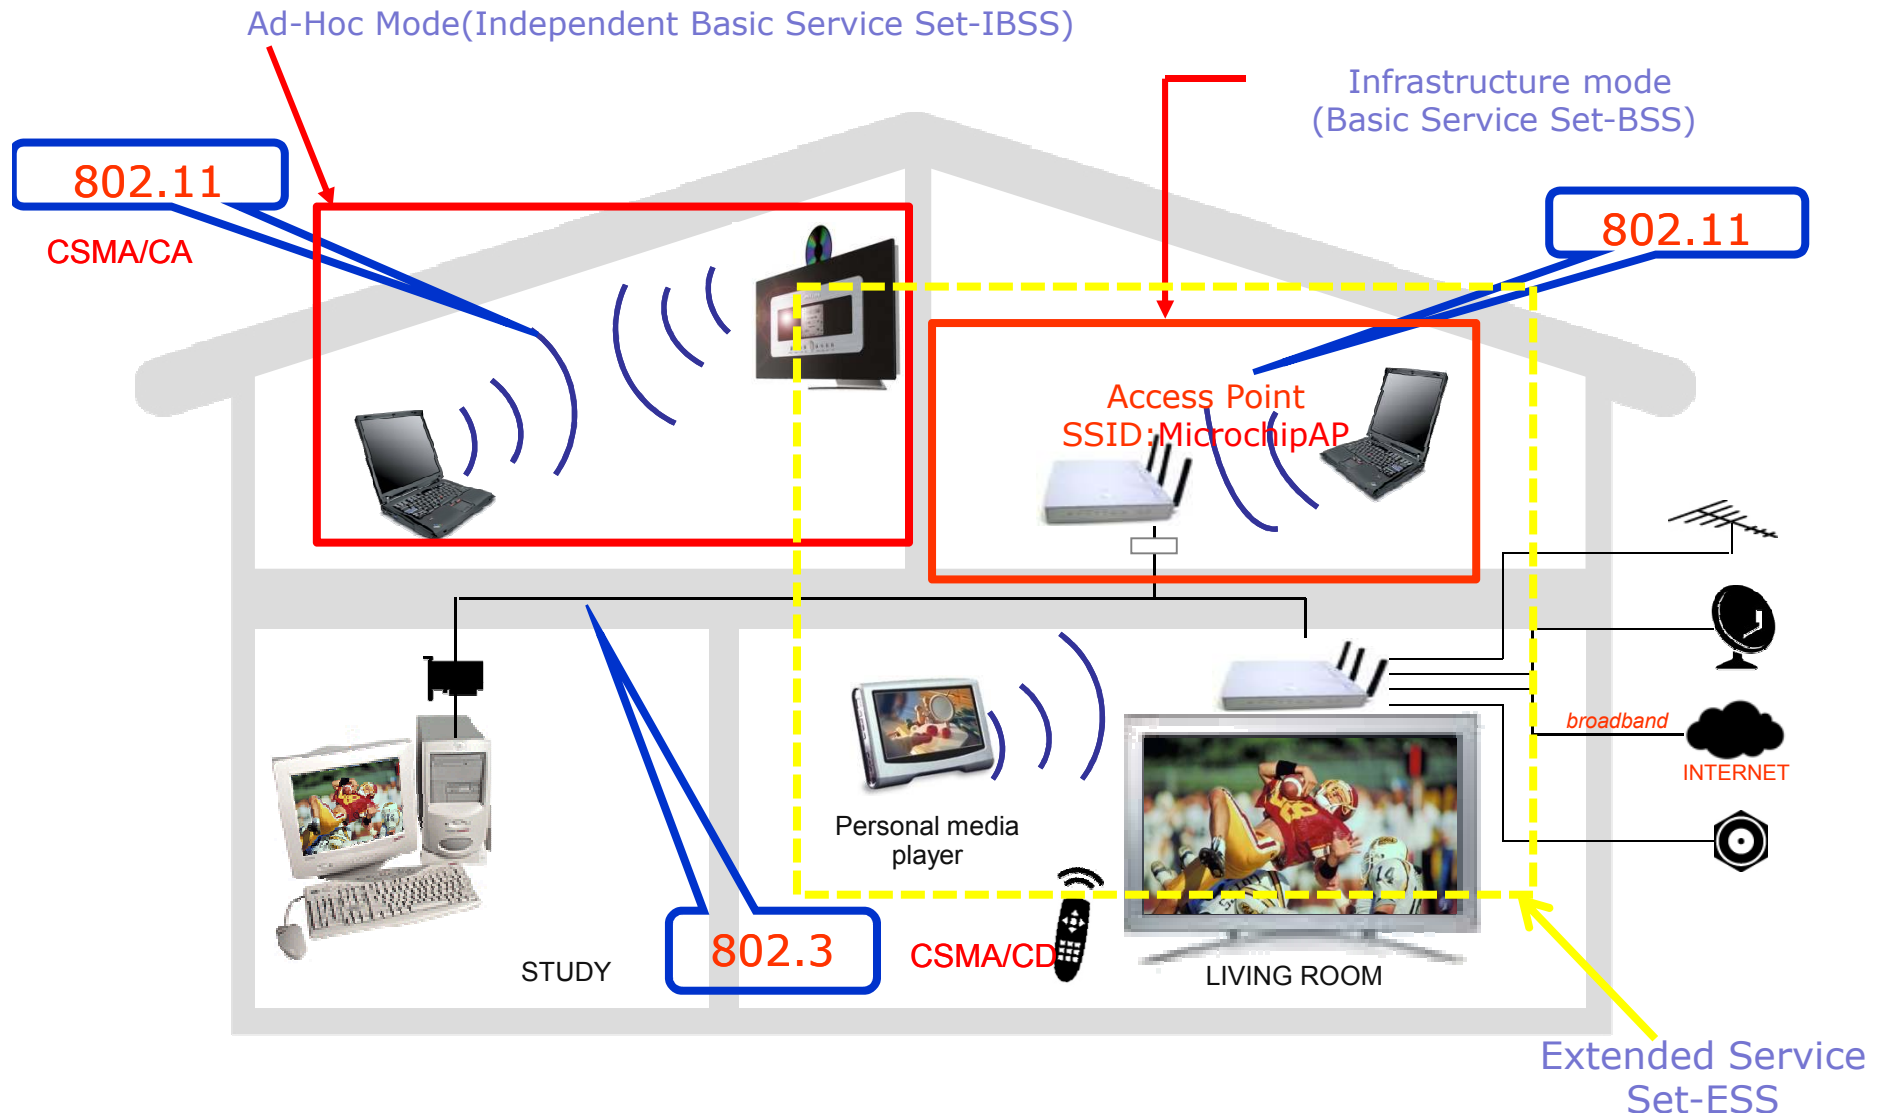 Ad-Hoc Mode(Independent Basic Service Set-IBSS)
Infrastructure mode
(Basic Service Set-BSS)
802.11
802.11
CSMA/CA
Access Point
SSID:MicrochipAP
broadband
INTERNET
Personal media
player
802.3
CSMA/CD
STUDY
LIVING ROOM
Extended Service
Set-ESS